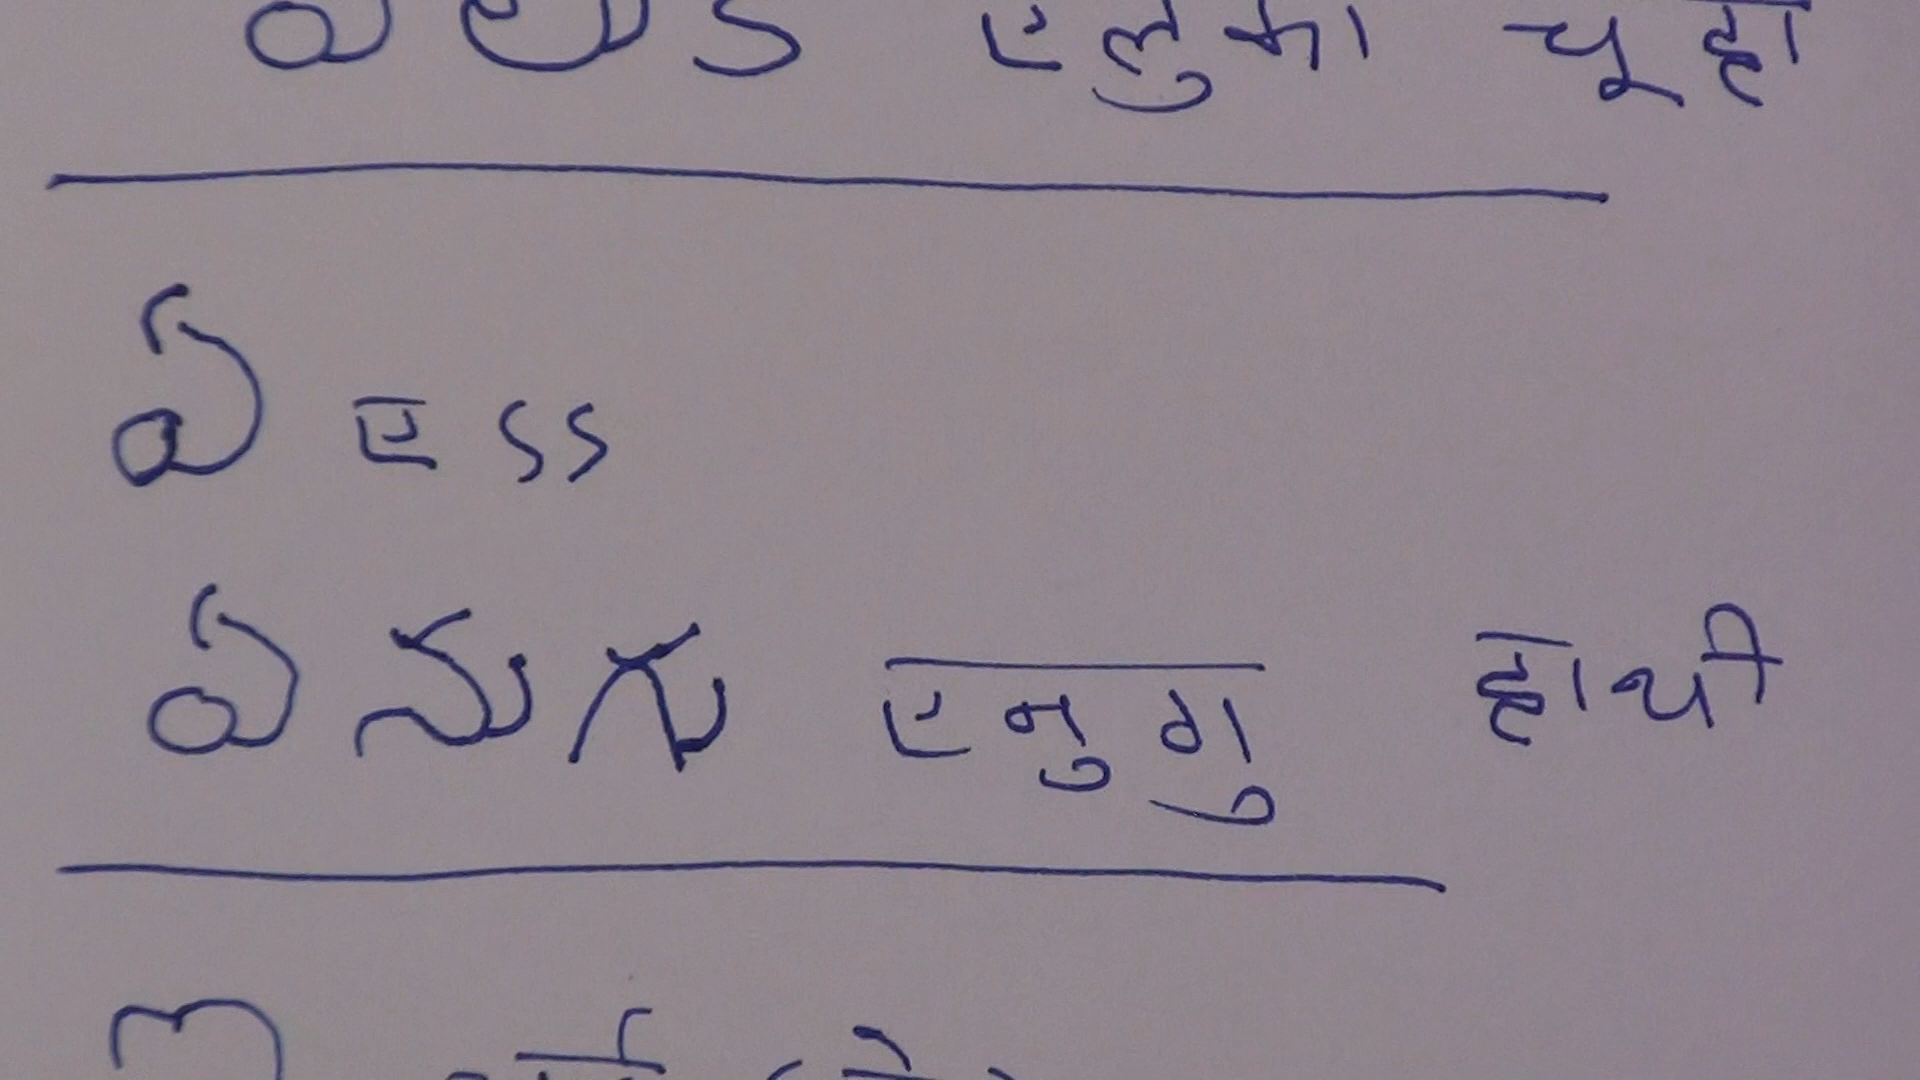 ఎలుక एलुका चूहा
ఏ एऽऽ
ఏనుగు एनुगु हाथी